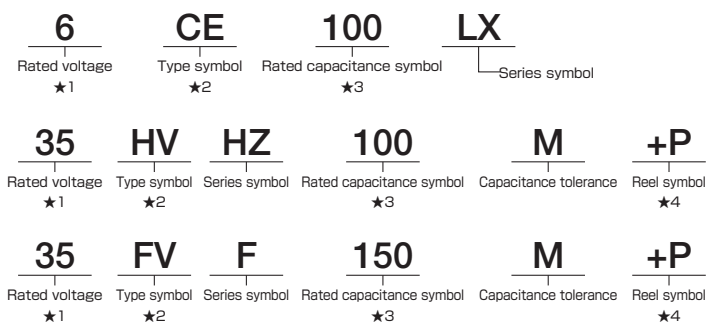 6 CE 100 LX
Rated voltage Type symbol Rated capacitance symbol Series symbol
★1 ★2 ★3
35 HV HZ 100 M +P
Rated voltage Type symbol Series symbol Rated capacitance symbol Capacitance tolerance Reel symbol
★1 ★2 ★3 ★4
35 FV F 150 M +P
Rated voltage Type symbol Series symbol Rated capacitance symbol Capacitance tolerance Reel symbol
★1 ★2 ★3 ★4